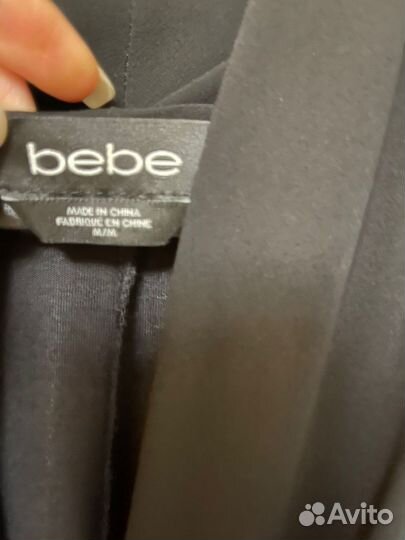 bebe
MADE IN CHINA
FABRIQUE EN CHINE
M/M
Avito